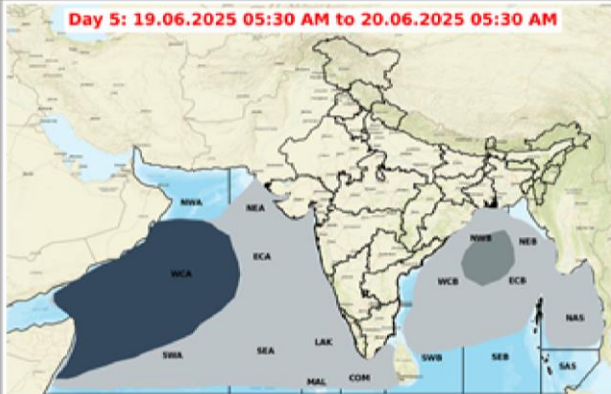 Day 5: 19.06.2025 05:30 AM to 20.06.2025 05:30 AM
NWA
NEA
NWB
NEB
ECA
WCA
WCB
ECB
NAS
LAK
SWA
SEA
SWB
SEB
SAS
MAL
COM